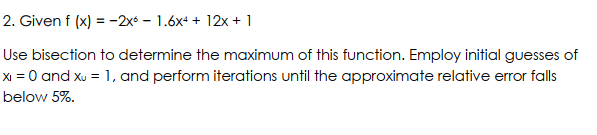 2. Given f (x) = −2x⁶ − 1.6x⁴ + 12x + 1
Use bisection to determine the maximum of this function. Employ initial guesses of
xₗ = 0 and xᵤ = 1, and perform iterations until the approximate relative error falls
below 5%.